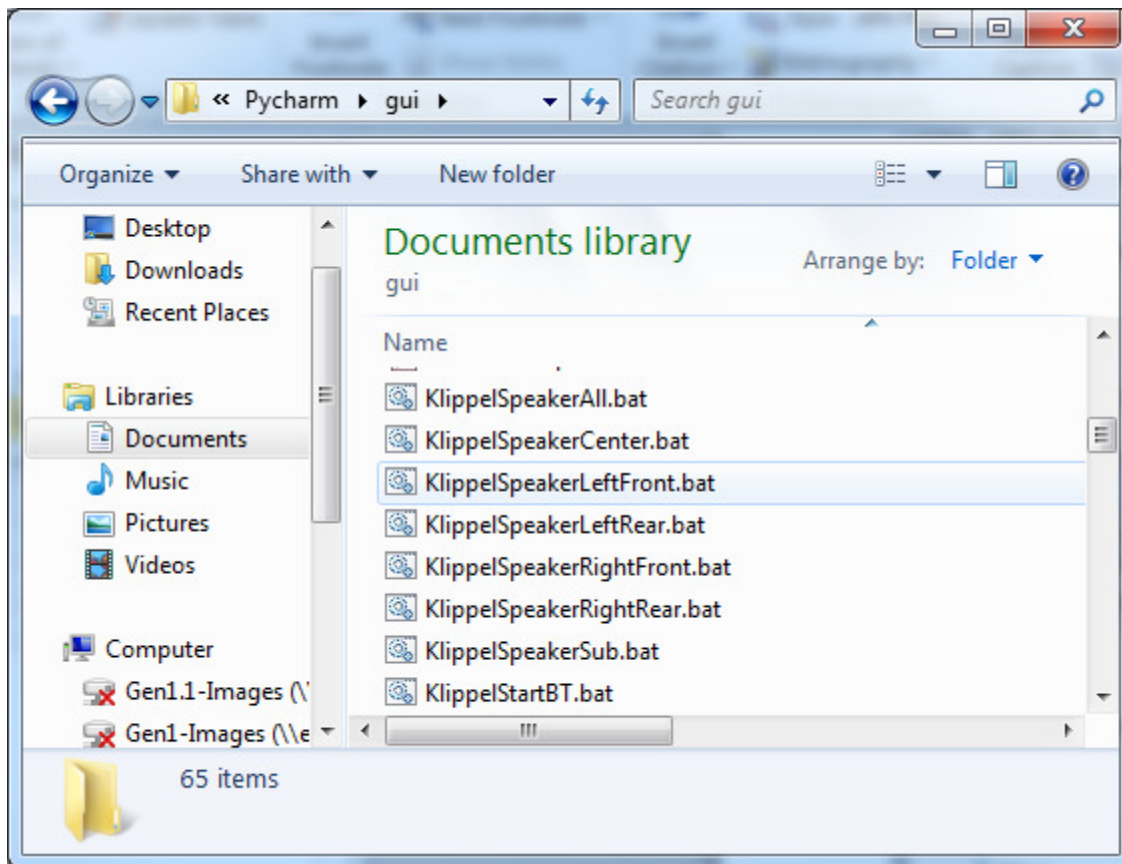 « Pycharm ▸ gui ▸
Search gui
Organize ▾ Share with ▾ New folder
Desktop
Downloads
Recent Places
Libraries
Documents
Music
Pictures
Videos
Computer
Gen1.1-Images (\'
Gen1-Images (\\e
Documents library
gui
Arrange by: Folder ▾
Name
KlippelSpeakerAll.bat
KlippelSpeakerCenter.bat
KlippelSpeakerLeftFront.bat
KlippelSpeakerLeftRear.bat
KlippelSpeakerRightFront.bat
KlippelSpeakerRightRear.bat
KlippelSpeakerSub.bat
KlippelStartBT.bat
65 items